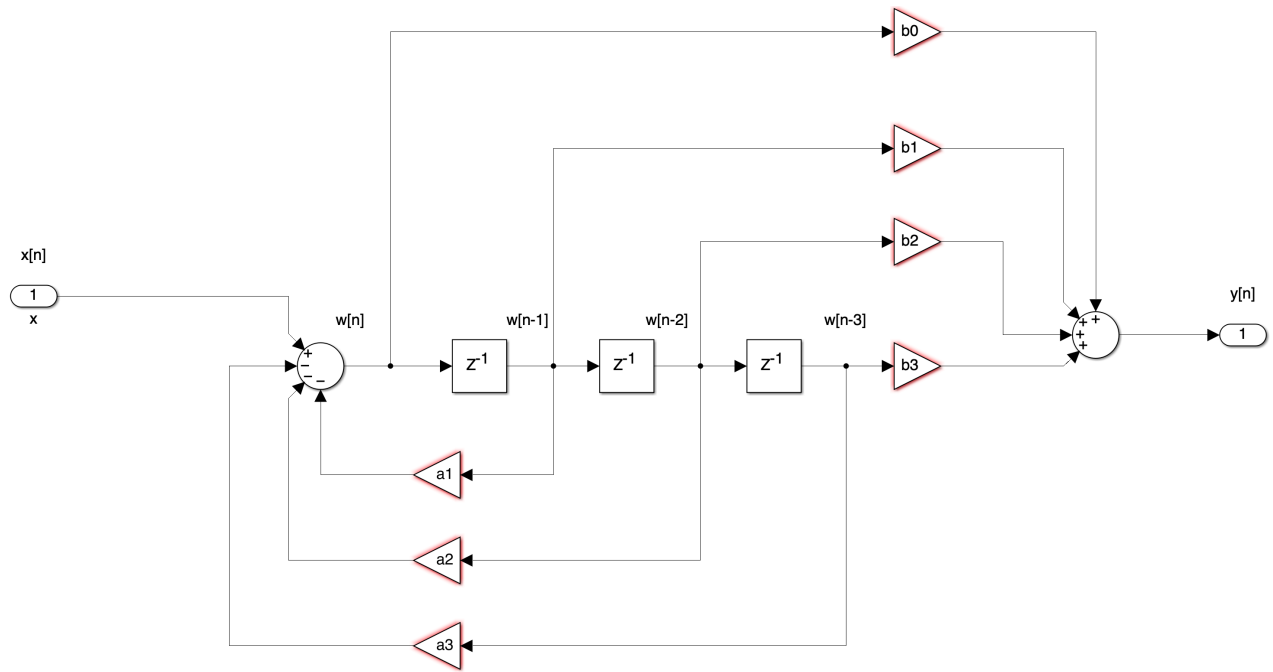 b0
b1
b2
x[n]
1
x
w[n]
w[n-1]
w[n-2]
w[n-3]
y[n]
1
+
−
−
−
z-1
z-1
z-1
b3
+
+
+
+
a1
a2
a3